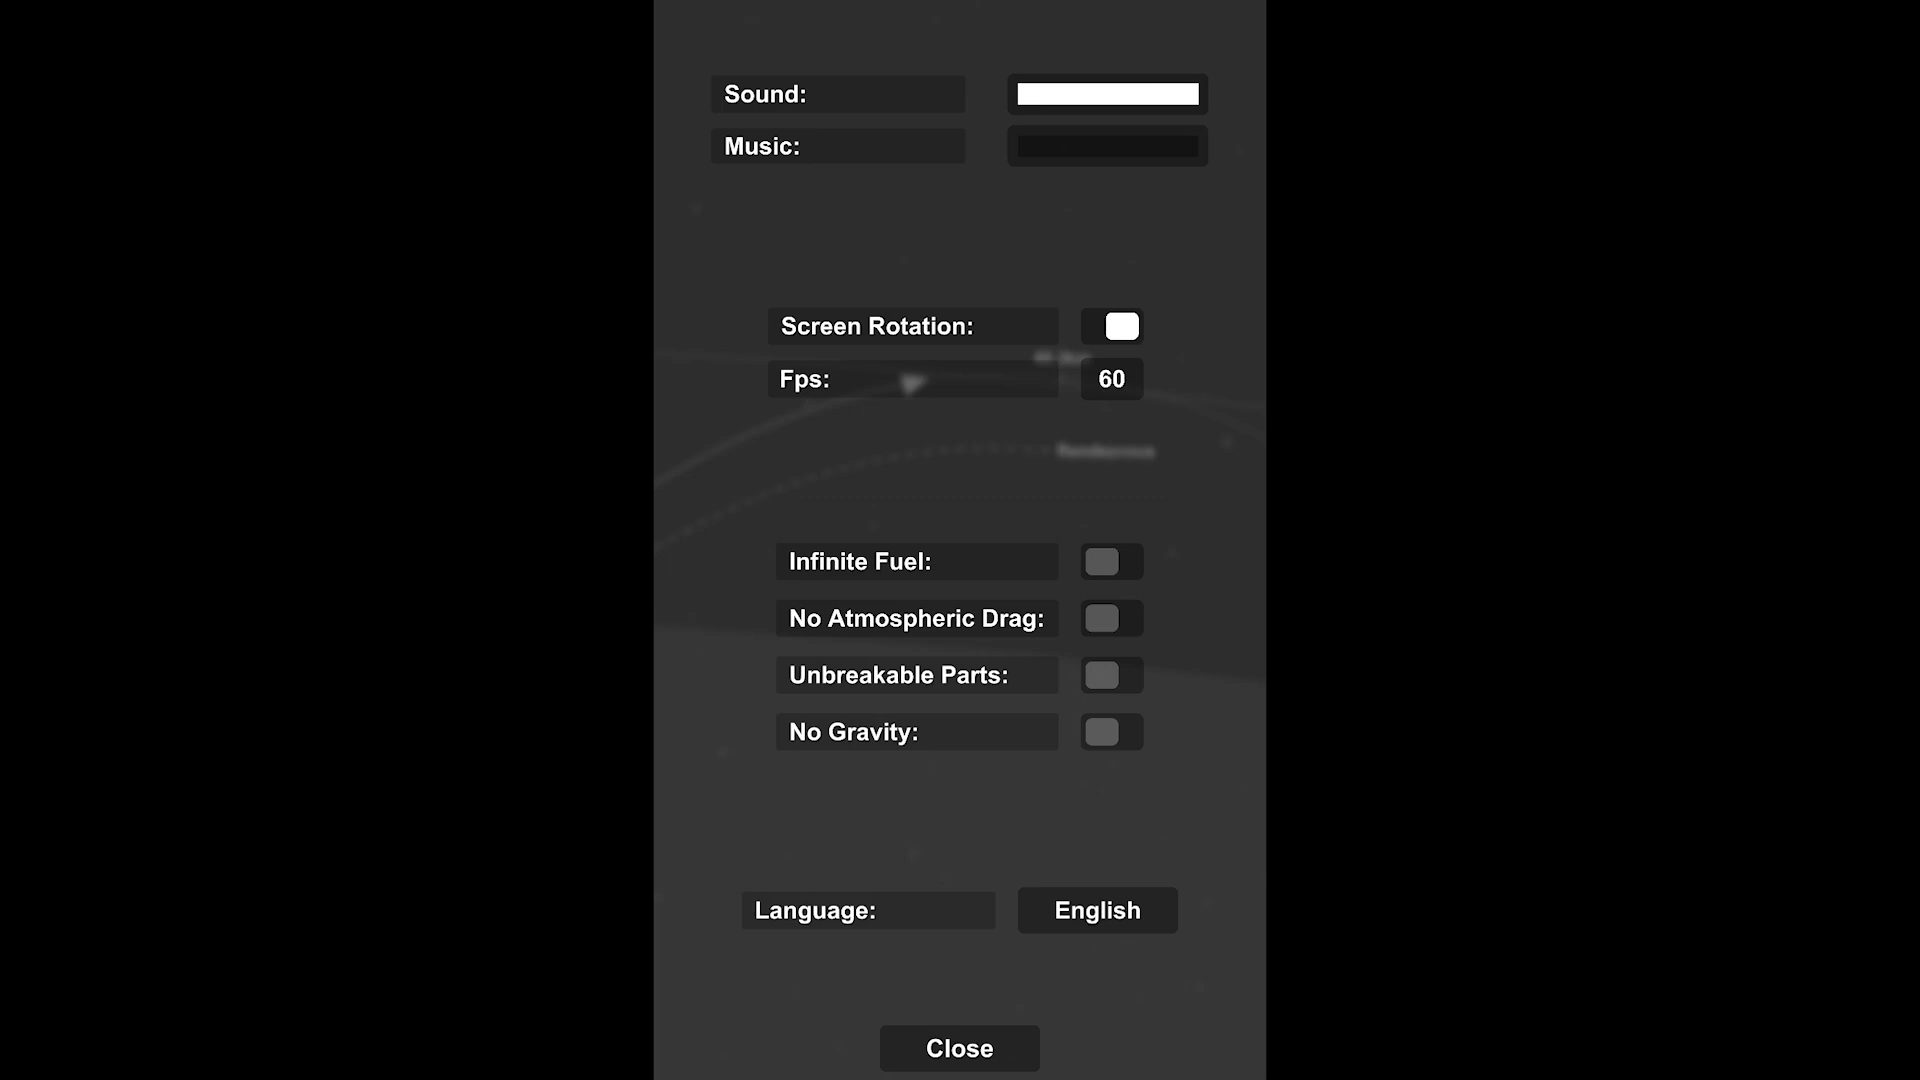 Sound:
Music:
Screen Rotation:
Fps: 60
Infinite Fuel:
No Atmospheric Drag:
Unbreakable Parts:
No Gravity:
Language: English
Close